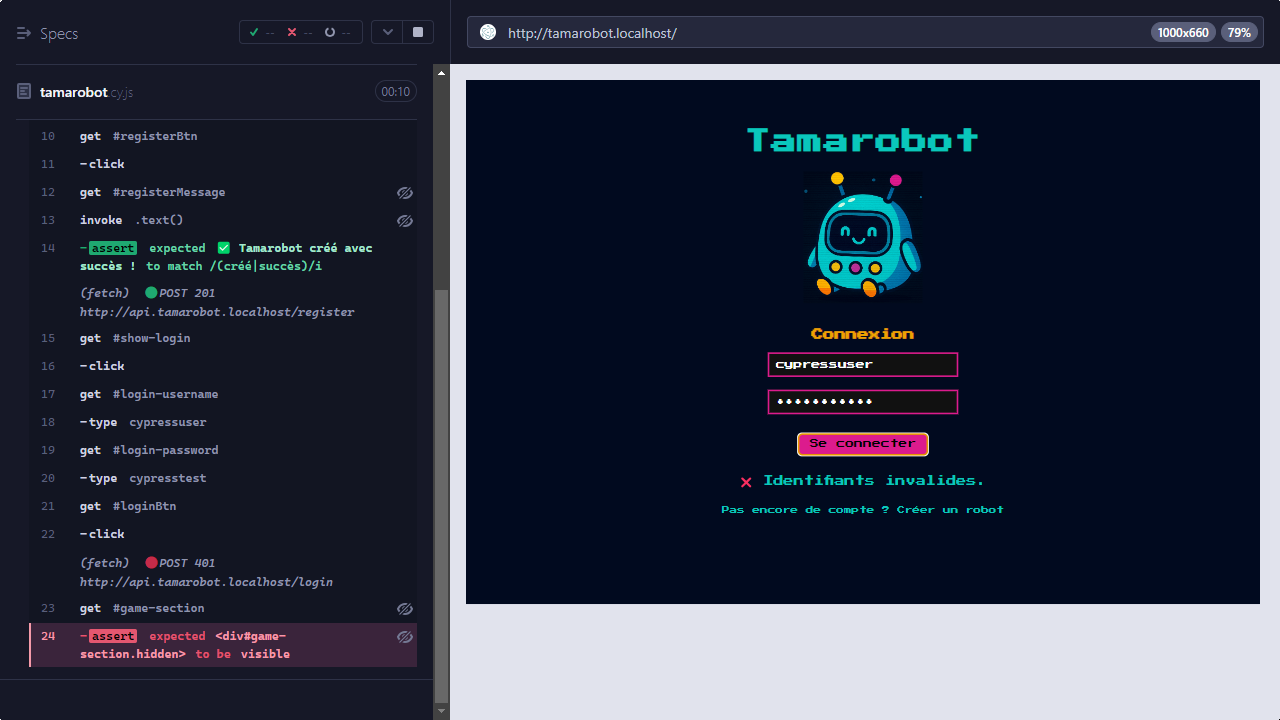 Specs
-- -- --
http://tamarobot.localhost/
1000x660
79%
tamarobot cy.js
00:10
10 get #registerBtn
11 -click
12 get #registerMessage
13 invoke .text()
14 -assert expected ✅ Tamarobot créé avec
succès ! to match /(créé|succès)/i
(fetch) POST 201
http://api.tamarobot.localhost/register
15 get #show-login
16 -click
17 get #login-username
18 -type cypressuser
19 get #login-password
20 -type cypresstest
21 get #loginBtn
22 -click
(fetch) POST 401
http://api.tamarobot.localhost/login
23 get #game-section
24 -assert expected <div#game-
section.hidden> to be visible
Tamarobot
Connexion
cypressuser
•••••••••••
Se connecter
❌ Identifiants invalides.
Pas encore de compte ? Créer un robot